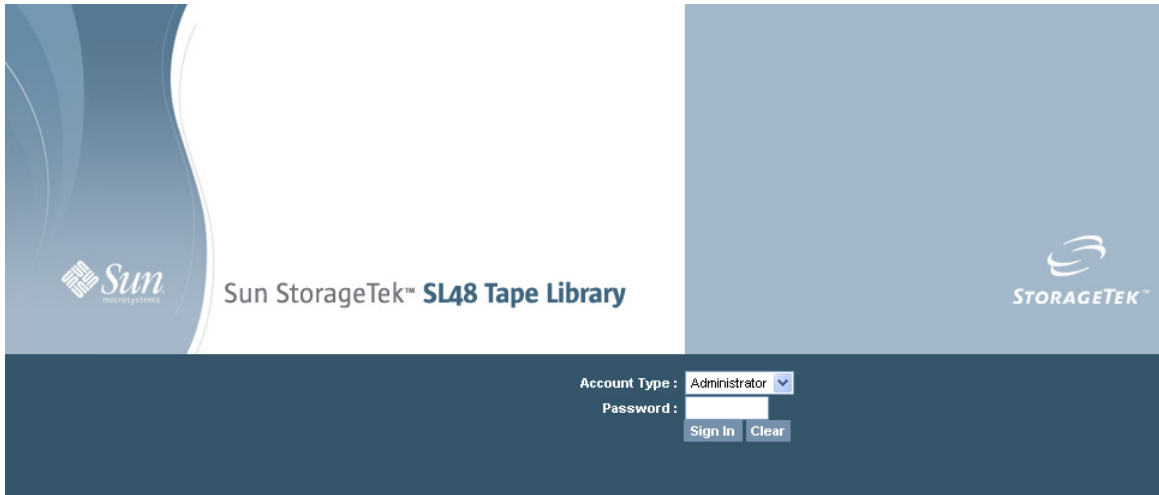 Sun
microsystems
Sun StorageTek™ SL48 Tape Library
STORAGETEK™
Account Type : Administrator
Password :
Sign In Clear